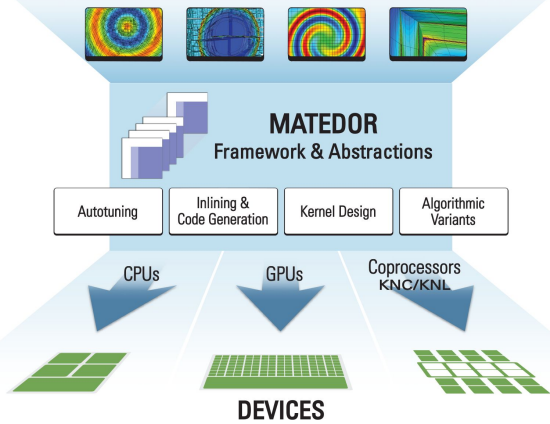 MATEDOR
Framework & Abstractions
Autotuning
Inlining &
Code Generation
Kernel Design
Algorithmic
Variants
CPUs
GPUs
Coprocessors
KNC/KNL
DEVICES